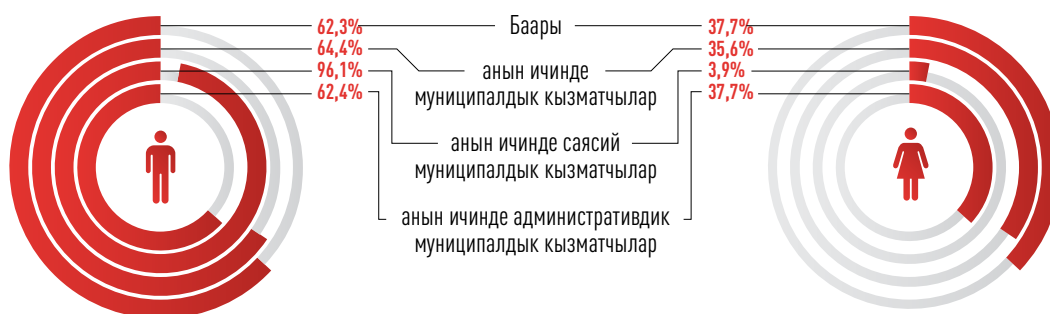 62,3% Баары 37,7%
64,4% 35,6%
96,1% анын ичинде 3,9%
62,4% муниципалдык кызматчылар 37,7%
анын ичинде саясий
муниципалдык кызматчылар
анын ичинде административдик
муниципалдык кызматчылар